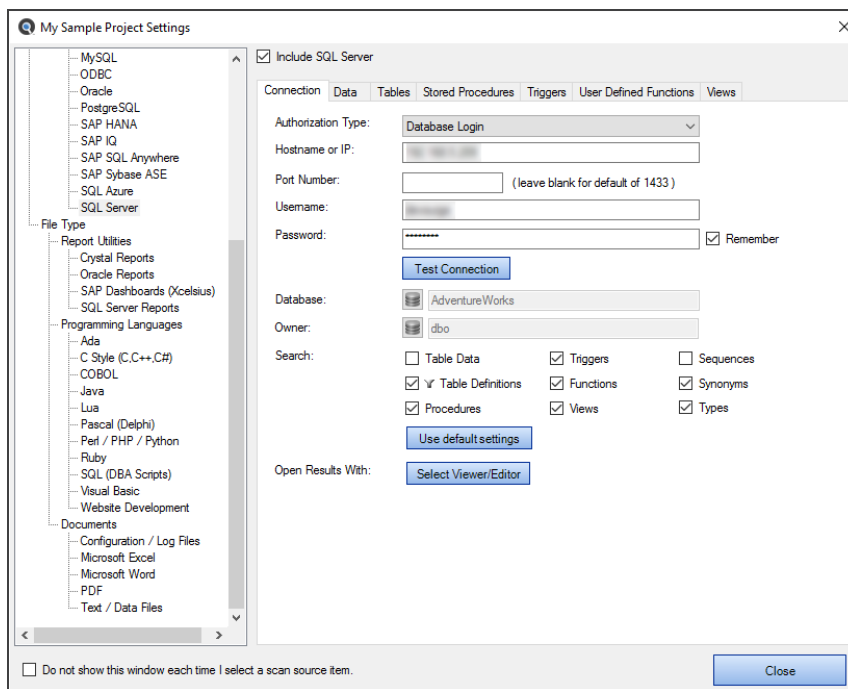 My Sample Project Settings
MySQL
ODBC
Oracle
PostgreSQL
SAP HANA
SAP IQ
SAP SQL Anywhere
SAP Sybase ASE
SQL Azure
SQL Server
File Type
Report Utilities
Crystal Reports
Oracle Reports
SAP Dashboards (Xcelsius)
SQL Server Reports
Programming Languages
Ada
C Style (C,C++,C#)
COBOL
Java
Lua
Pascal (Delphi)
Perl / PHP / Python
Ruby
SQL (DBA Scripts)
Visual Basic
Website Development
Documents
Configuration / Log Files
Microsoft Excel
Microsoft Word
PDF
Text / Data Files
Include SQL Server
Connection Data Tables Stored Procedures Triggers User Defined Functions Views
Authorization Type: Database Login
Hostname or IP:
Port Number: ( leave blank for default of 1433 )
Username:
Password: ******** Remember
Test Connection
Database: AdventureWorks
Owner: dbo
Search: Table Data Triggers Sequences
Table Definitions Functions Synonyms
Procedures Views Types
Use default settings
Open Results With: Select Viewer/Editor
Do not show this window each time I select a scan source item.
Close